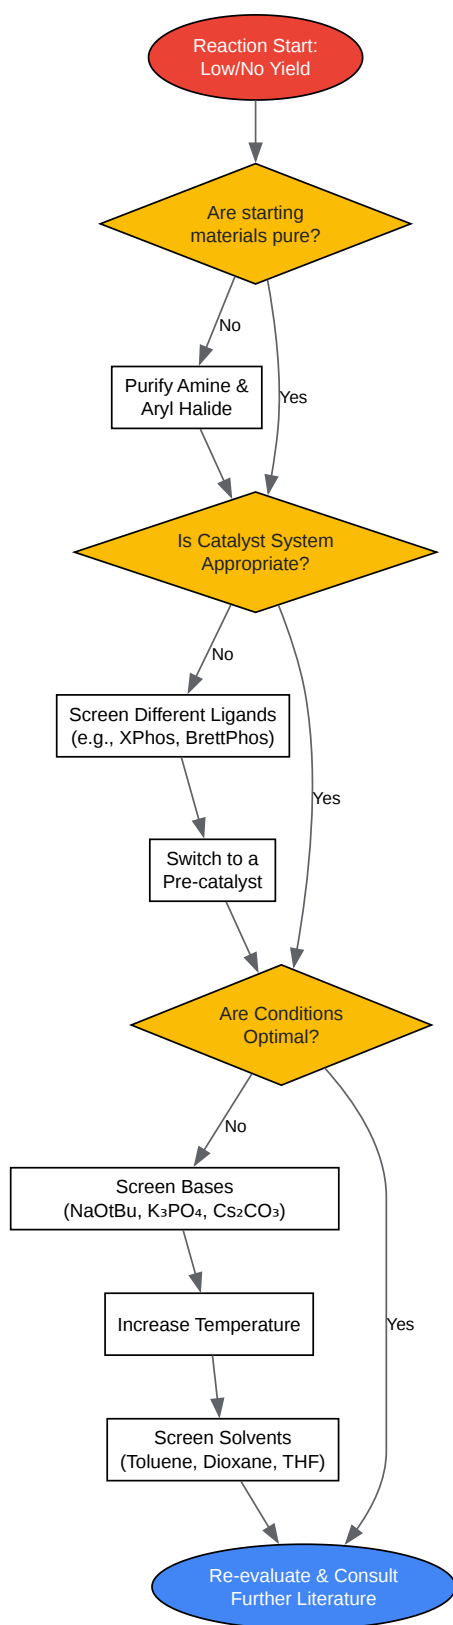 Reaction Start:
Low/No Yield
Are starting
materials pure?
No
Yes
Purify Amine &
Aryl Halide
Is Catalyst System
Appropriate?
No
Yes
Screen Different Ligands
(e.g., XPhos, BrettPhos)
Switch to a
Pre-catalyst
Are Conditions
Optimal?
No
Yes
Screen Bases
(NaOtBu, K₃PO₄, Cs₂CO₃)
Increase Temperature
Screen Solvents
(Toluene, Dioxane, THF)
Re-evaluate & Consult
Further Literature